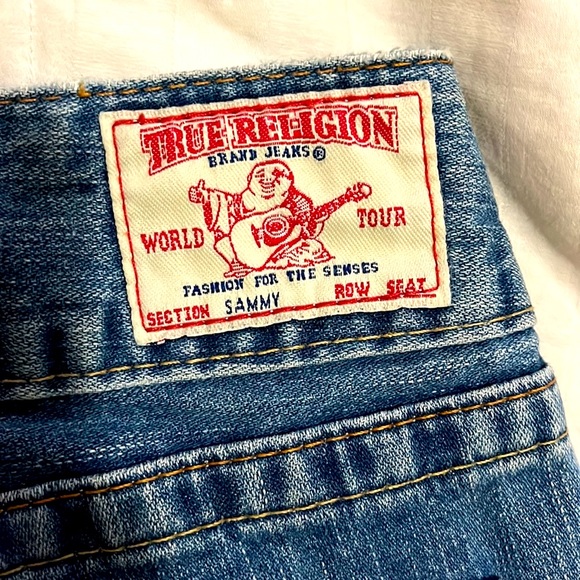 TRUE RELIGION
BRAND JEANS®
WORLD TOUR
FASHION FOR THE SENSES
SECTION SAMMY ROW SEAT